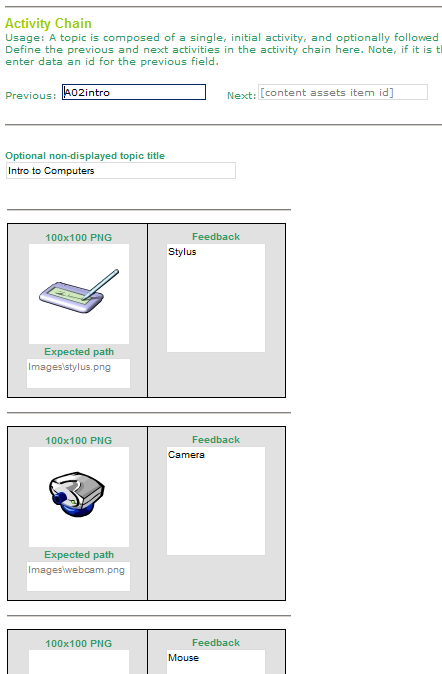 Activity Chain
Usage: A topic is composed of a single, initial activity, and optionally followed
Define the previous and next activities in the activity chain here. Note, if it is t
enter data an id for the previous field.
Previous: A02intro Next: [content assets item id]
Optional non-displayed topic title
Intro to Computers
100x100 PNG Feedback
Stylus
Expected path
Images\stylus.png
100x100 PNG Feedback
Camera
Expected path
Images\webcam.png
100x100 PNG Feedback
Mouse